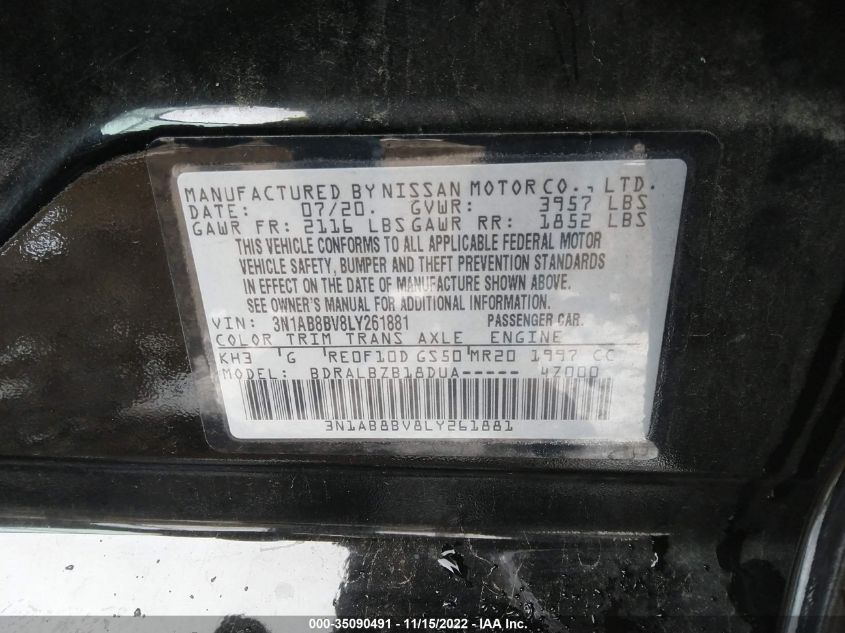 MANUFACTURED BY NISSAN MOTOR CO., LTD.
DATE: 07/20. GVWR: 3957 LBS
GAWR FR: 2116 LBS GAWR RR: 1852 LBS
THIS VEHICLE CONFORMS TO ALL APPLICABLE FEDERAL MOTOR
VEHICLE SAFETY, BUMPER AND THEFT PREVENTION STANDARDS
IN EFFECT ON THE DATE OF MANUFACTURE SHOWN ABOVE.
SEE OWNER'S MANUAL FOR ADDITIONAL INFORMATION.
VIN: 3N1AB8BV8LY261881 PASSENGER CAR.
COLOR TRIM TRANS AXLE ENGINE
KH3 G RE0F10D GS50 MR20 1997 CC
MODEL: BDRALBZB18DUA----- 4Z000
3N1AB8BV8LY261881
000-35090491 - 11/15/2022 - IAA Inc.